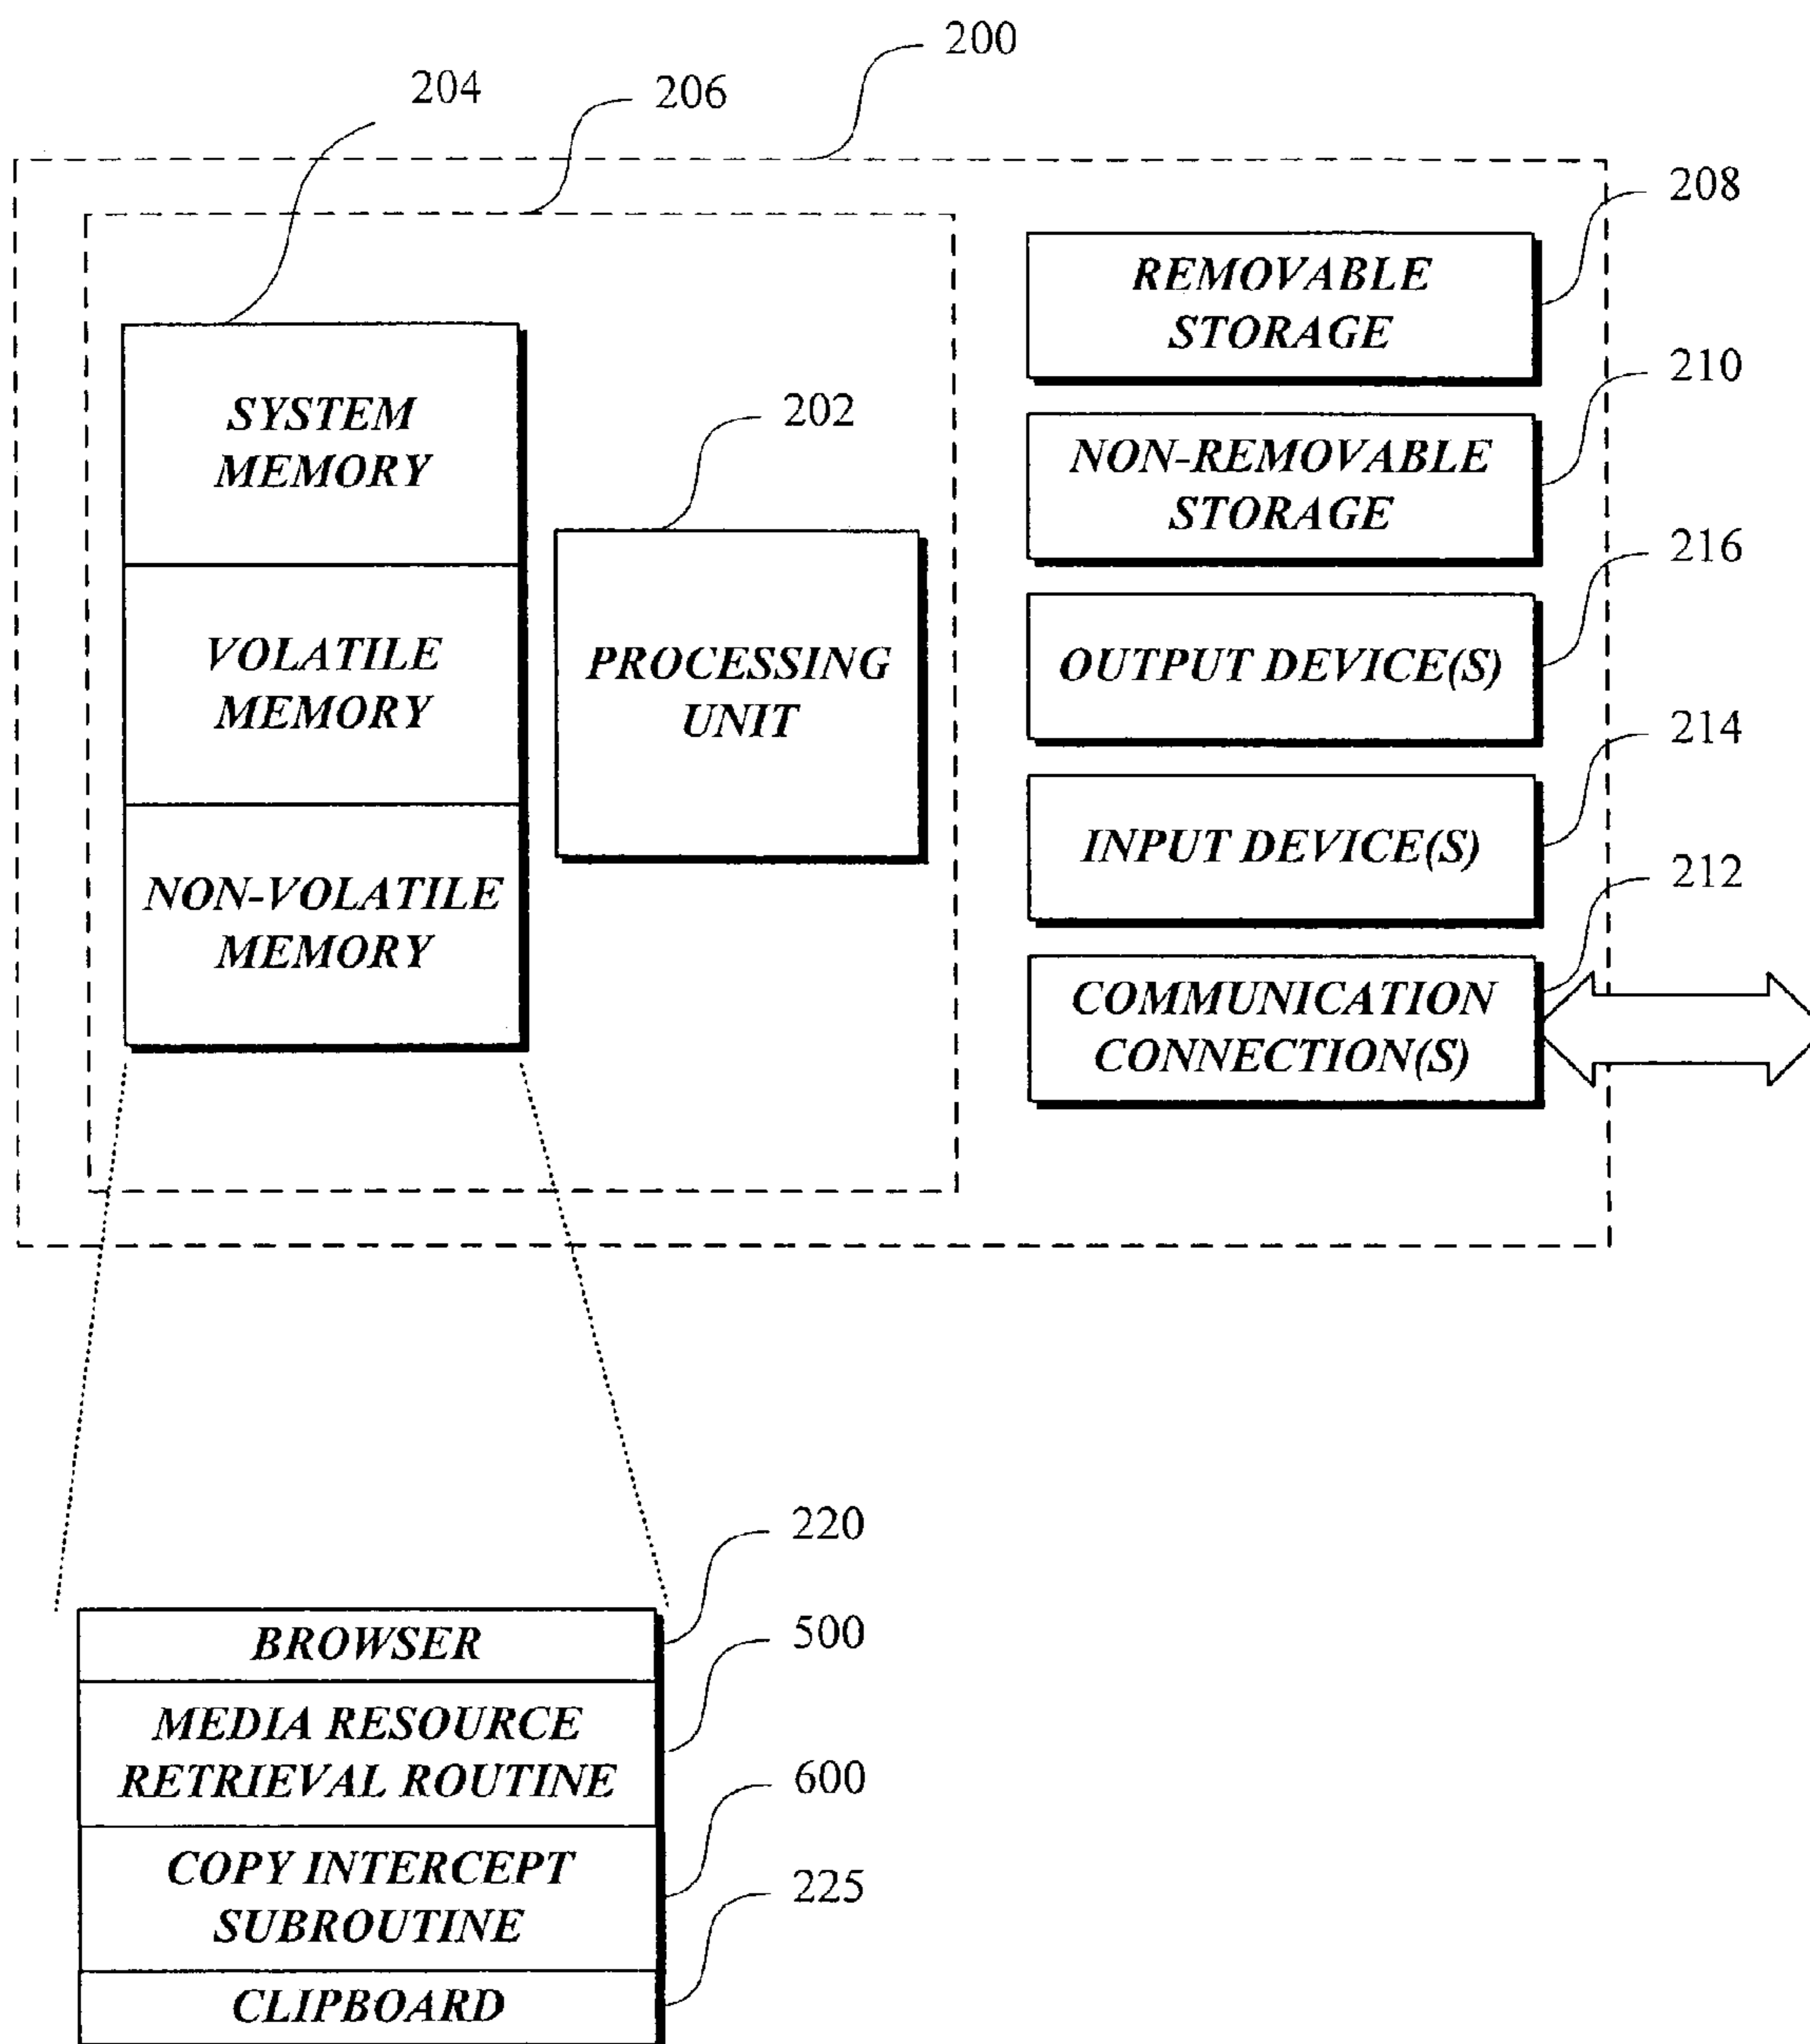 200
204
206
208
REMOVABLE
STORAGE
210
SYSTEM
MEMORY
202
NON-REMOVABLE
STORAGE
216
VOLATILE
MEMORY
PROCESSING
UNIT
OUTPUT DEVICE(S)
214
INPUT DEVICE(S)
212
NON-VOLATILE
MEMORY
COMMUNICATION
CONNECTION(S)
220
BROWSER
500
MEDIA RESOURCE
RETRIEVAL ROUTINE
600
COPY INTERCEPT
SUBROUTINE
225
CLIPBOARD